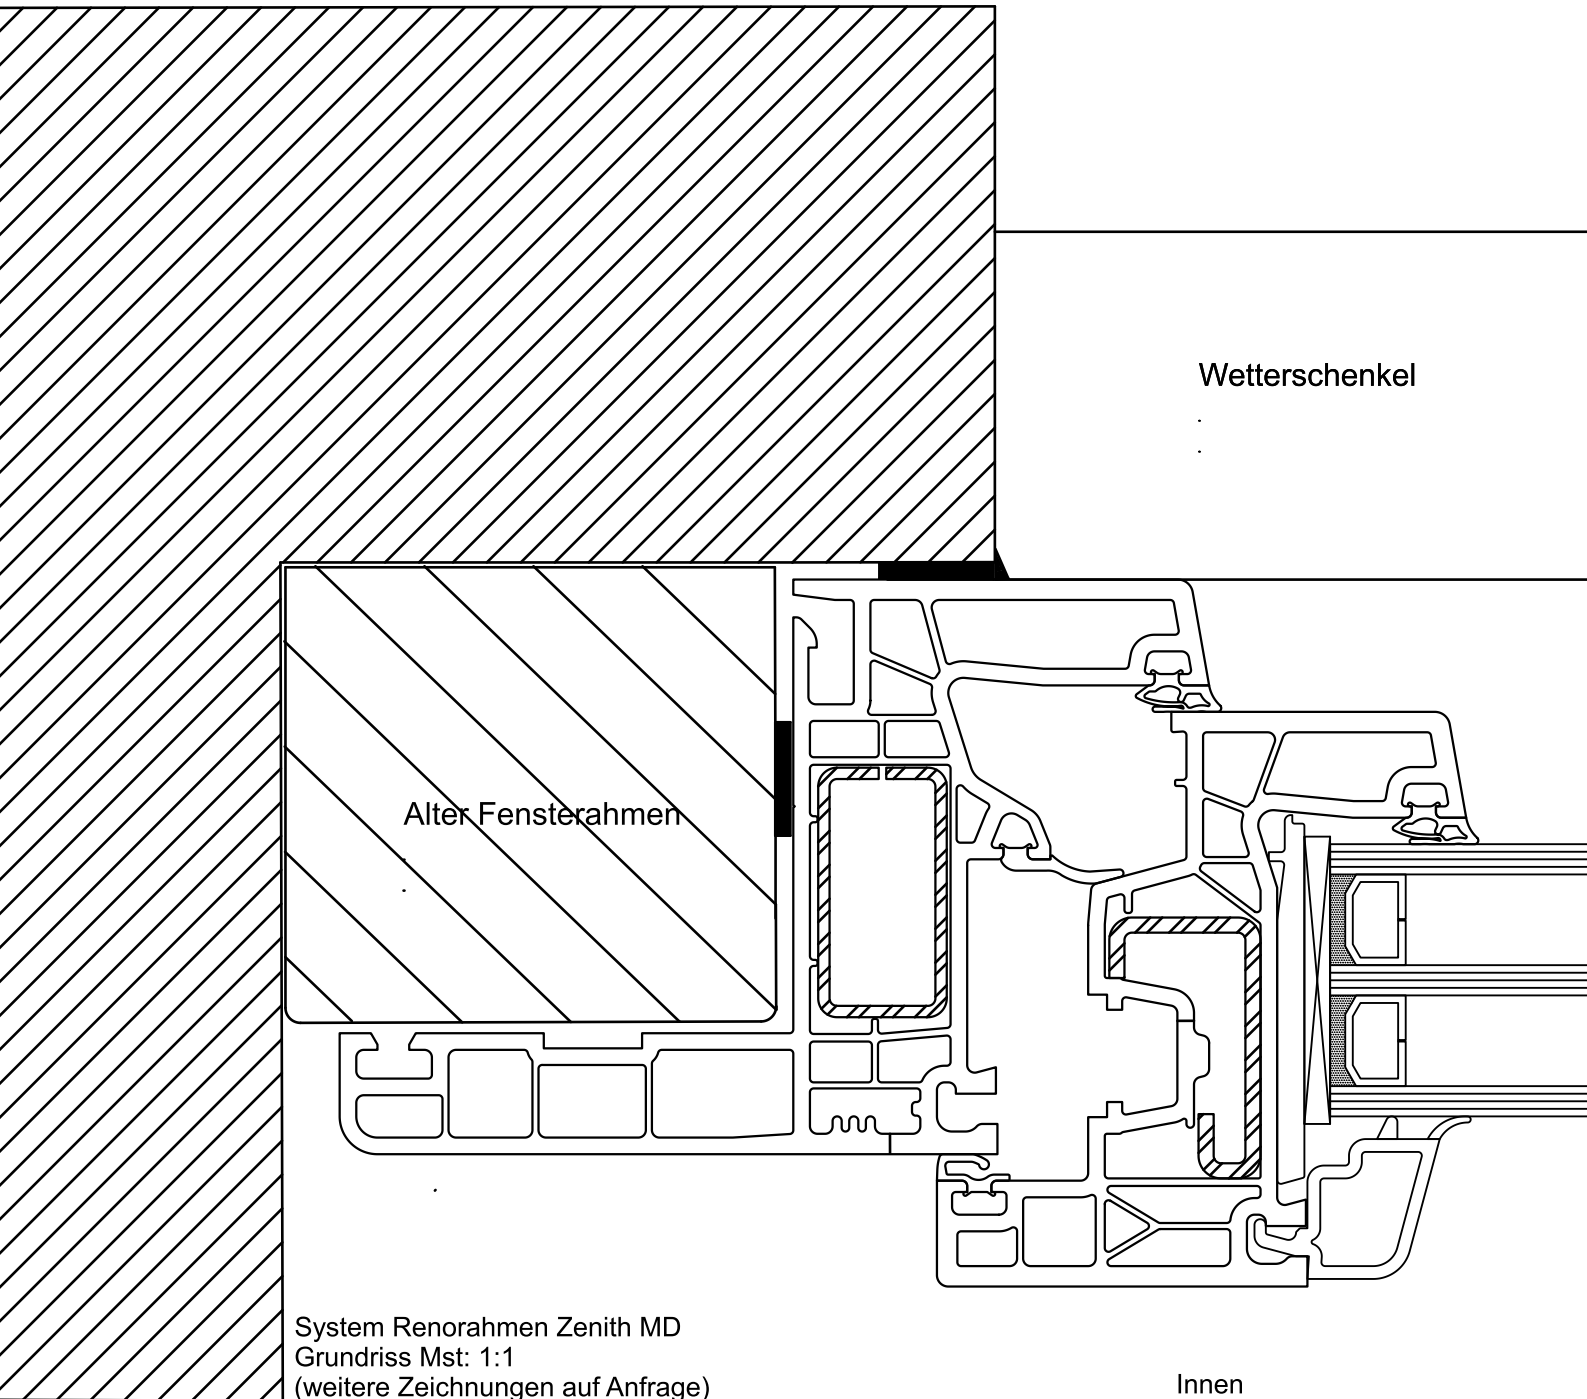 Wetterschenkel
Alter Fensterahmen
System Renorahmen Zenith MD
Grundriss Mst: 1:1
(weitere Zeichnungen auf Anfrage)
Innen